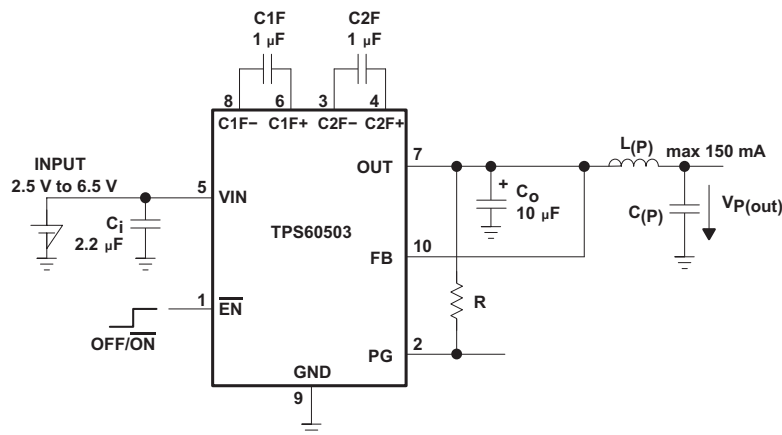 C1F
1 µF
C2F
1 µF
8
6
3
4
C1F−
C1F+
C2F−
C2F+
INPUT
2.5 V to 6.5 V
5
VIN
OUT
7
L(P)
max 150 mA
Ci
2.2 µF
TPS60503
+
Co
10 µF
C(P)
VP(out)
FB
10
1
EN
OFF/ON
R
PG
2
GND
9